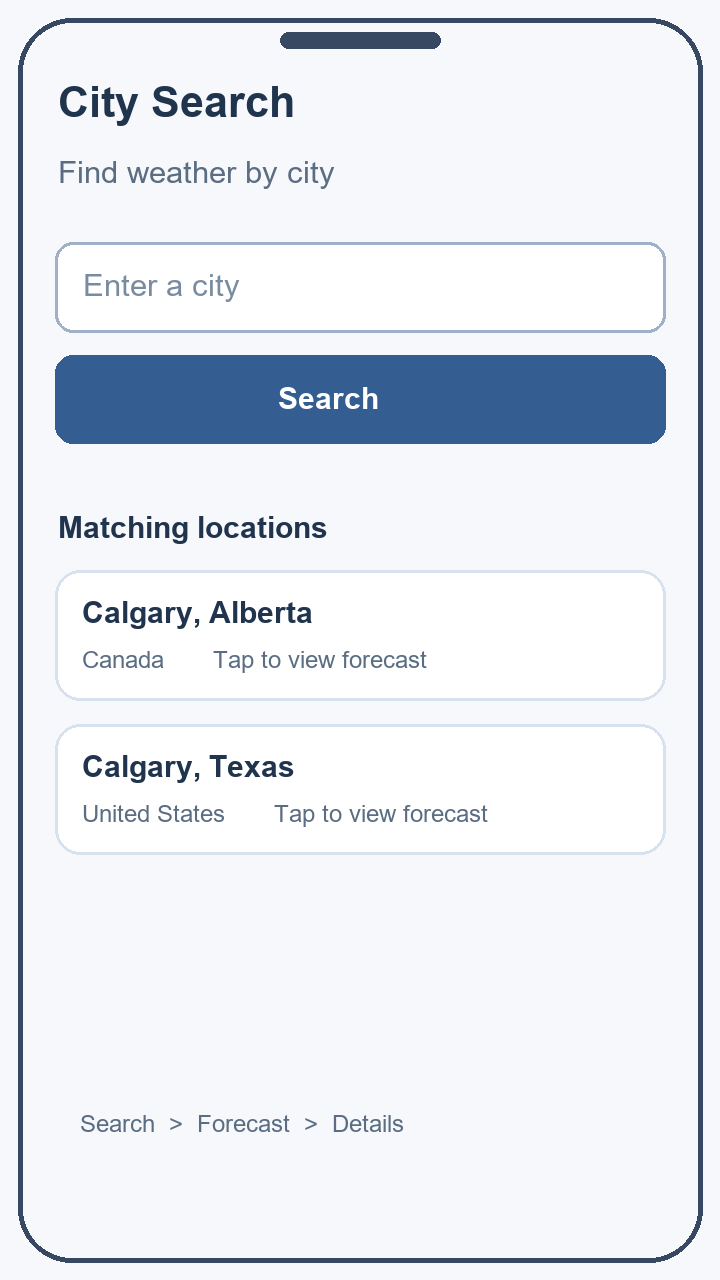 City Search
Find weather by city
Enter a city
Search
Matching locations
Calgary, Alberta
Canada Tap to view forecast
Calgary, Texas
United States Tap to view forecast
Search > Forecast > Details